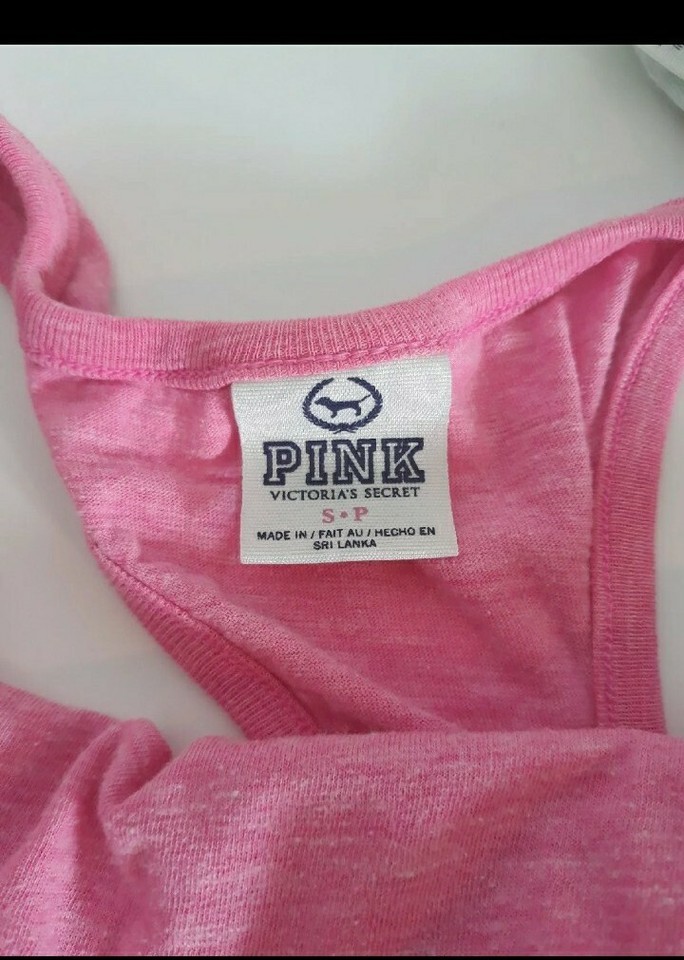 PINK
VICTORIA'S SECRET
S•P
MADE IN / FAIT AU / HECHO EN
SRI LANKA